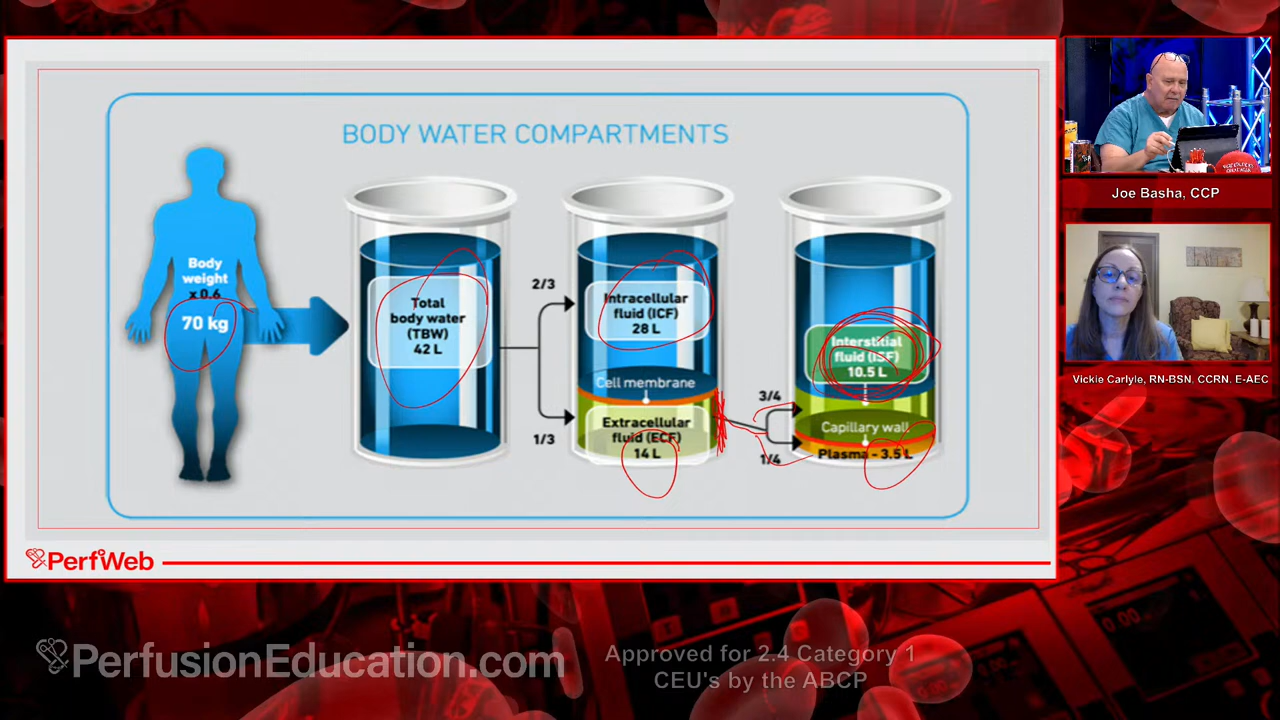 BODY WATER COMPARTMENTS
Body
weight
x 0.6
70 kg
Total
body water
(TBW)
42 L
2/3
1/3
Intracellular
fluid (ICF)
28 L
Cell membrane
Extracellular
fluid (ECF)
14 L
3/4
1/4
Interstitial
fluid (ISF)
10.5 L
Capillary wall
Plasma - 3.5 L
PerfWeb
Joe Basha, CCP
Vickie Carlyle, RN-BSN, CCRN, E-AEC
PerfusionEducation.com
Approved for 2.4 Category 1
CEU's by the ABCP